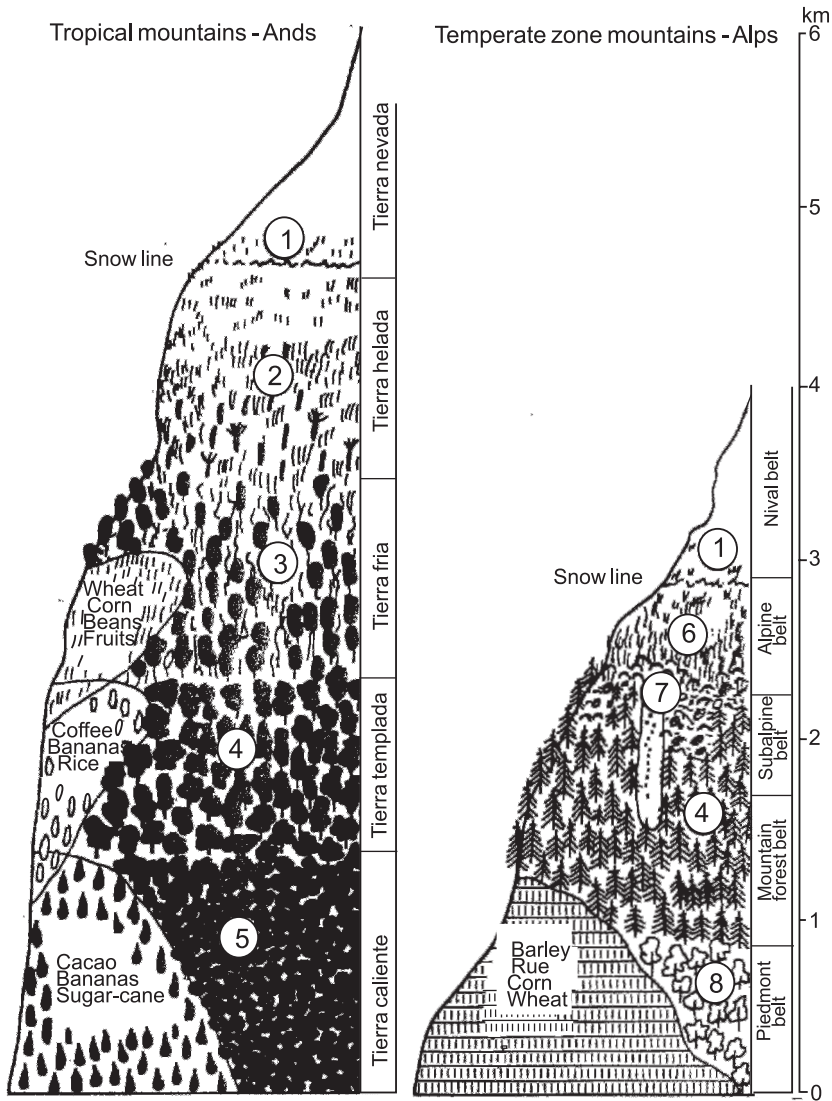 Tropical mountains - Ands
Temperate zone mountains - Alps
km
6
5
4
3
2
1
0
Tierra nevada
Tierra helada
Tierra fria
Tierra templada
Tierra caliente
Snow line
1
2
3
4
5
Wheat
Corn
Beans
Fruits
Coffee
Bananas
Rice
Cacao
Bananas
Sugar-cane
Nival belt
Alpine
belt
Subalpine
belt
Mountain
forest belt
Piedmont
belt
Snow line
1
6
7
4
8
Barley
Rue
Corn
Wheat